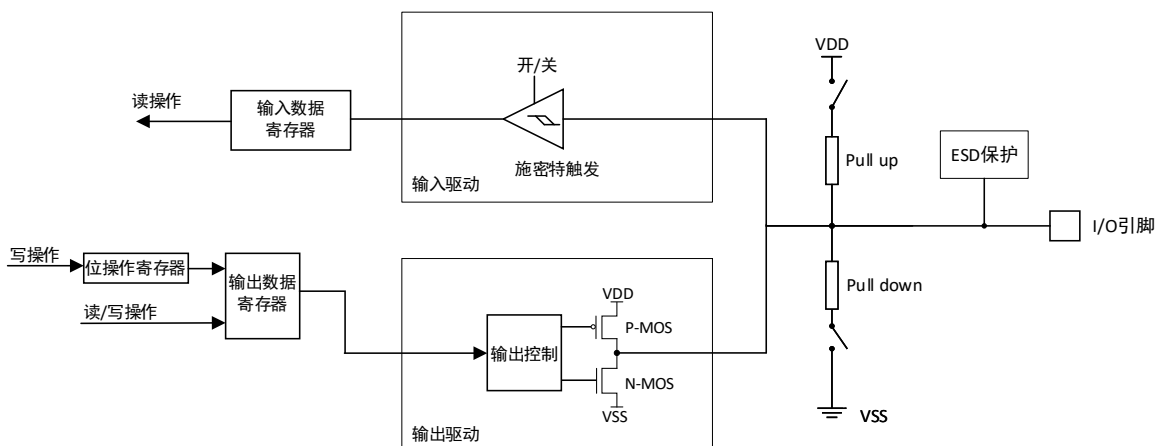 开/关
读操作
输入数据
寄存器
施密特触发
输入驱动
VDD
Pull up
ESD保护
I/O引脚
写操作
位操作寄存器
输出数据
寄存器
读/写操作
Pull down
VDD
P-MOS
输出控制
N-MOS
VSS
VSS
输出驱动